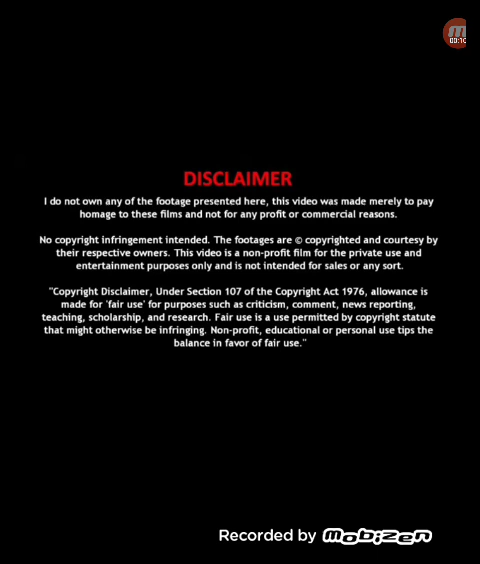 00:10
DISCLAIMER
I do not own any of the footage presented here, this video was made merely to pay
homage to these films and not for any profit or commercial reasons.
No copyright infringement intended. The footages are © copyrighted and courtesy by
their respective owners. This video is a non-profit film for the private use and
entertainment purposes only and is not intended for sales or any sort.
"Copyright Disclaimer, Under Section 107 of the Copyright Act 1976, allowance is
made for 'fair use' for purposes such as criticism, comment, news reporting,
teaching, scholarship, and research. Fair use is a use permitted by copyright statute
that might otherwise be infringing. Non-profit, educational or personal use tips the
balance in favor of fair use."
Recorded by mobizen